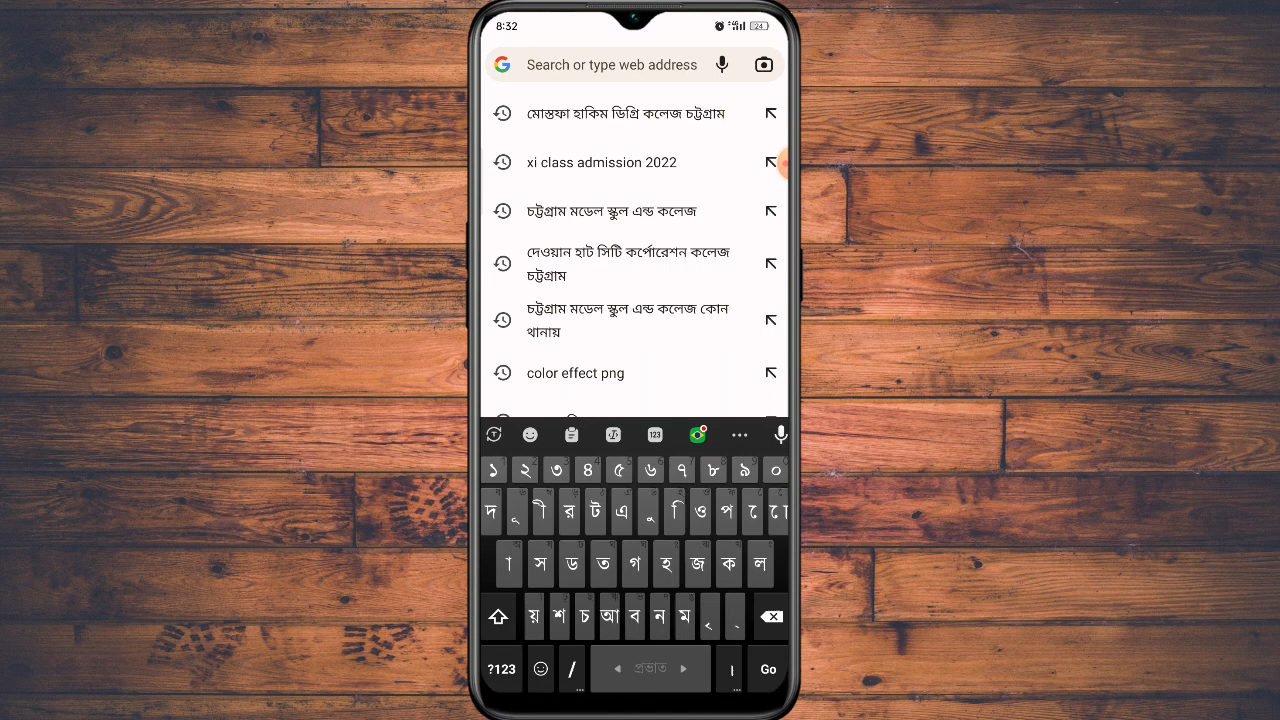 8:32
24
Search or type web address
মোস্তফা হাকিম ডিগ্রি কলেজ চট্টগ্রাম
xi class admission 2022
চট্টগ্রাম মডেল স্কুল এন্ড কলেজ
দেওয়ান হাট সিটি কর্পোরেশন কলেজ
চট্টগ্রাম
চট্টগ্রাম মডেল স্কুল এন্ড কলেজ কোন
থানায়
color effect png
123
১ ২ ৩ ৪ ৫ ৬ ৭ ৮ ৯ ০
দ ূ ী র ট এ ু ি ও প ে ো
া স ড ত গ হ জ ক ল
য় শ চ আ ব ন ম ্
?123 / প্রভাত । Go